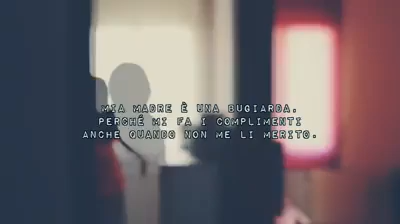 MIA MADRE È UNA BUGIARDA.
PERCHÉ MI FA I COMPLIMENTI
ANCHE QUANDO NON ME LI MERITO.